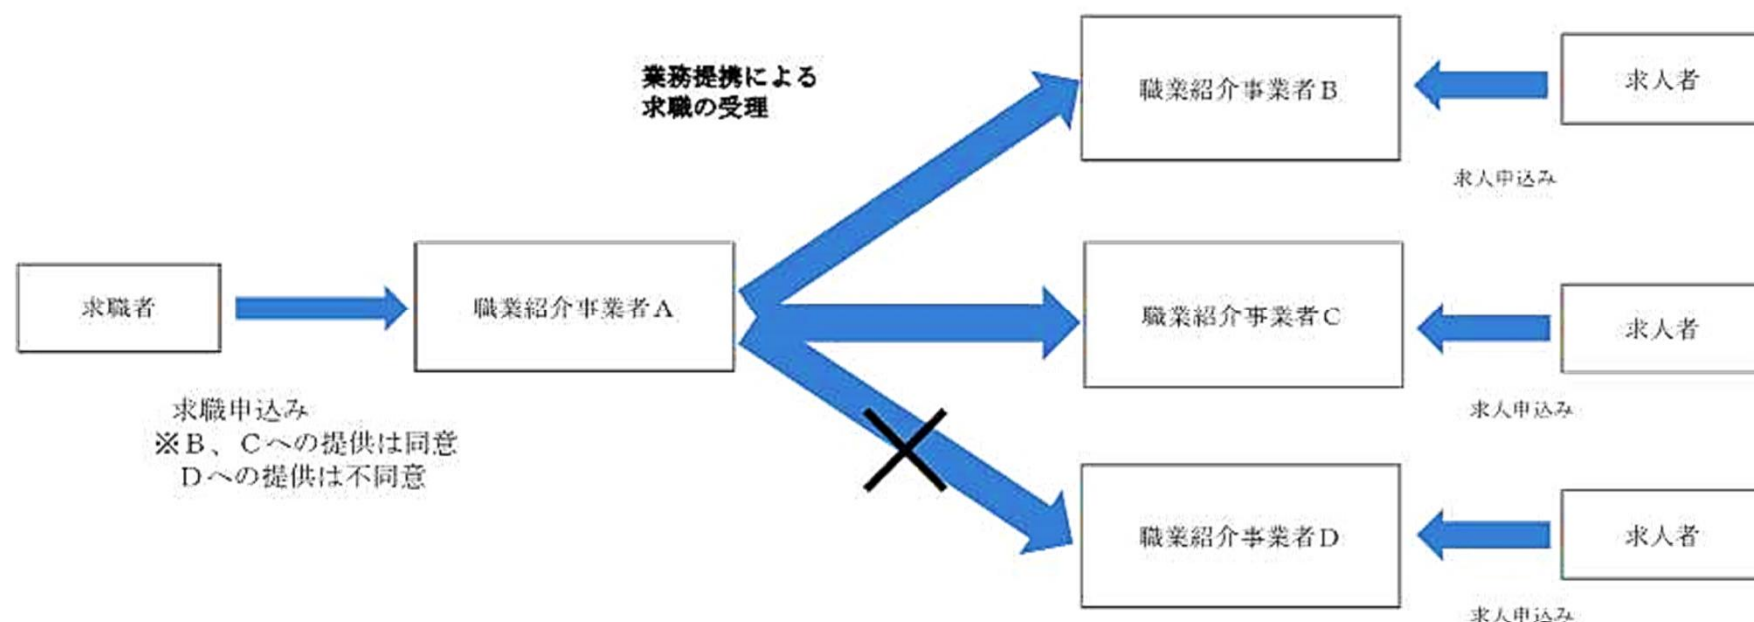 業務提携による
求職の受理
職業紹介事業者B
求人者
求人申込み
求職者
職業紹介事業者A
職業紹介事業者C
求人者
求人申込み
求職申込み
※B、Cへの提供は同意
Dへの提供は不同意
職業紹介事業者D
求人者
求人申込み